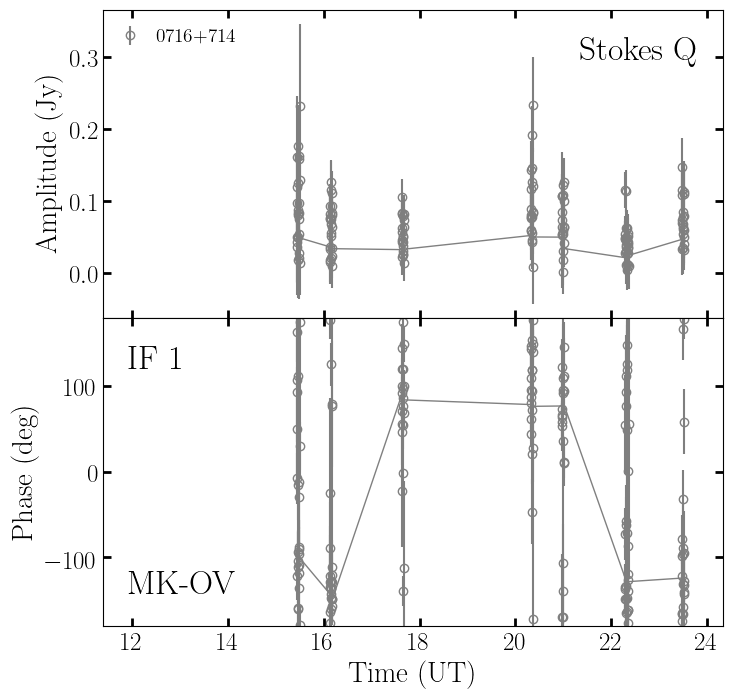 0716+714
Stokes Q
Amplitude (Jy)
0.3
0.2
0.1
0.0
IF 1
Phase (deg)
100
0
−100
MK-OV
12 14 16 18 20 22 24
Time (UT)